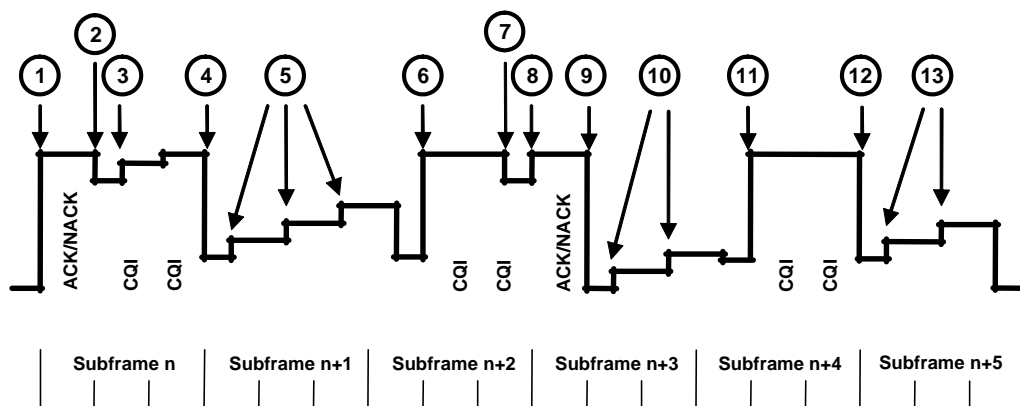 2
7
1
3
4
5
6
8
9
10
11
12
13
ACK/NACK
CQI
CQI
CQI
CQI
ACK/NACK
CQI
CQI
Subframe n
Subframe n+1
Subframe n+2
Subframe n+3
Subframe n+4
Subframe n+5